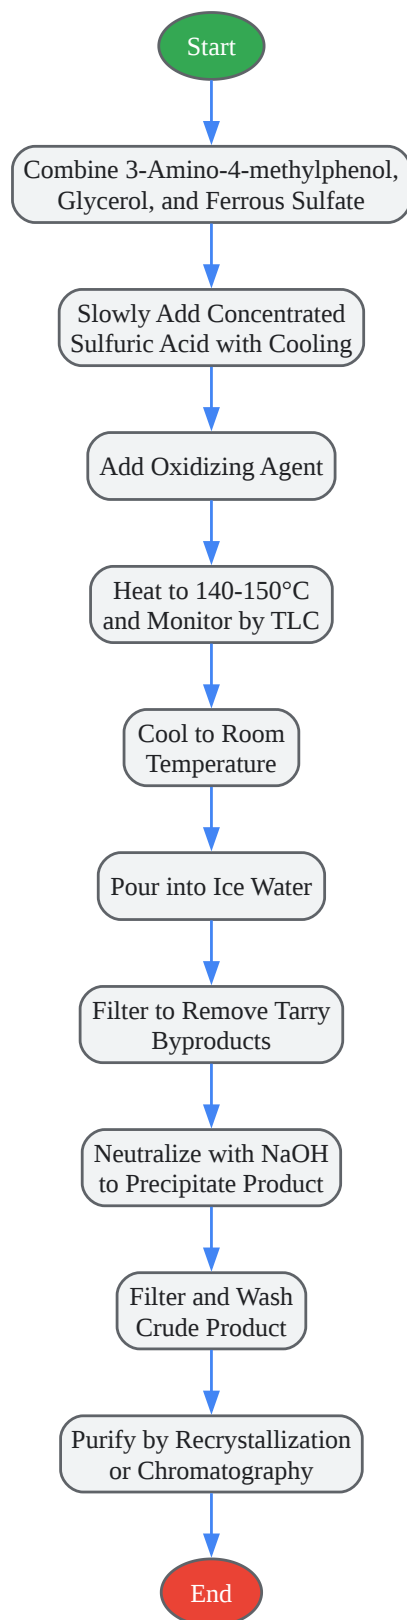 Start
Combine 3-Amino-4-methylphenol,
Glycerol, and Ferrous Sulfate
Slowly Add Concentrated
Sulfuric Acid with Cooling
Add Oxidizing Agent
Heat to 140-150°C
and Monitor by TLC
Cool to Room
Temperature
Pour into Ice Water
Filter to Remove Tarry
Byproducts
Neutralize with NaOH
to Precipitate Product
Filter and Wash
Crude Product
Purify by Recrystallization
or Chromatography
End